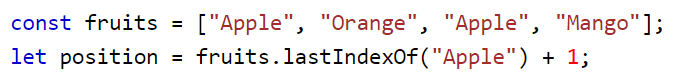 const fruits = ["Apple", "Orange", "Apple", "Mango"];
let position = fruits.lastIndexOf("Apple") + 1;